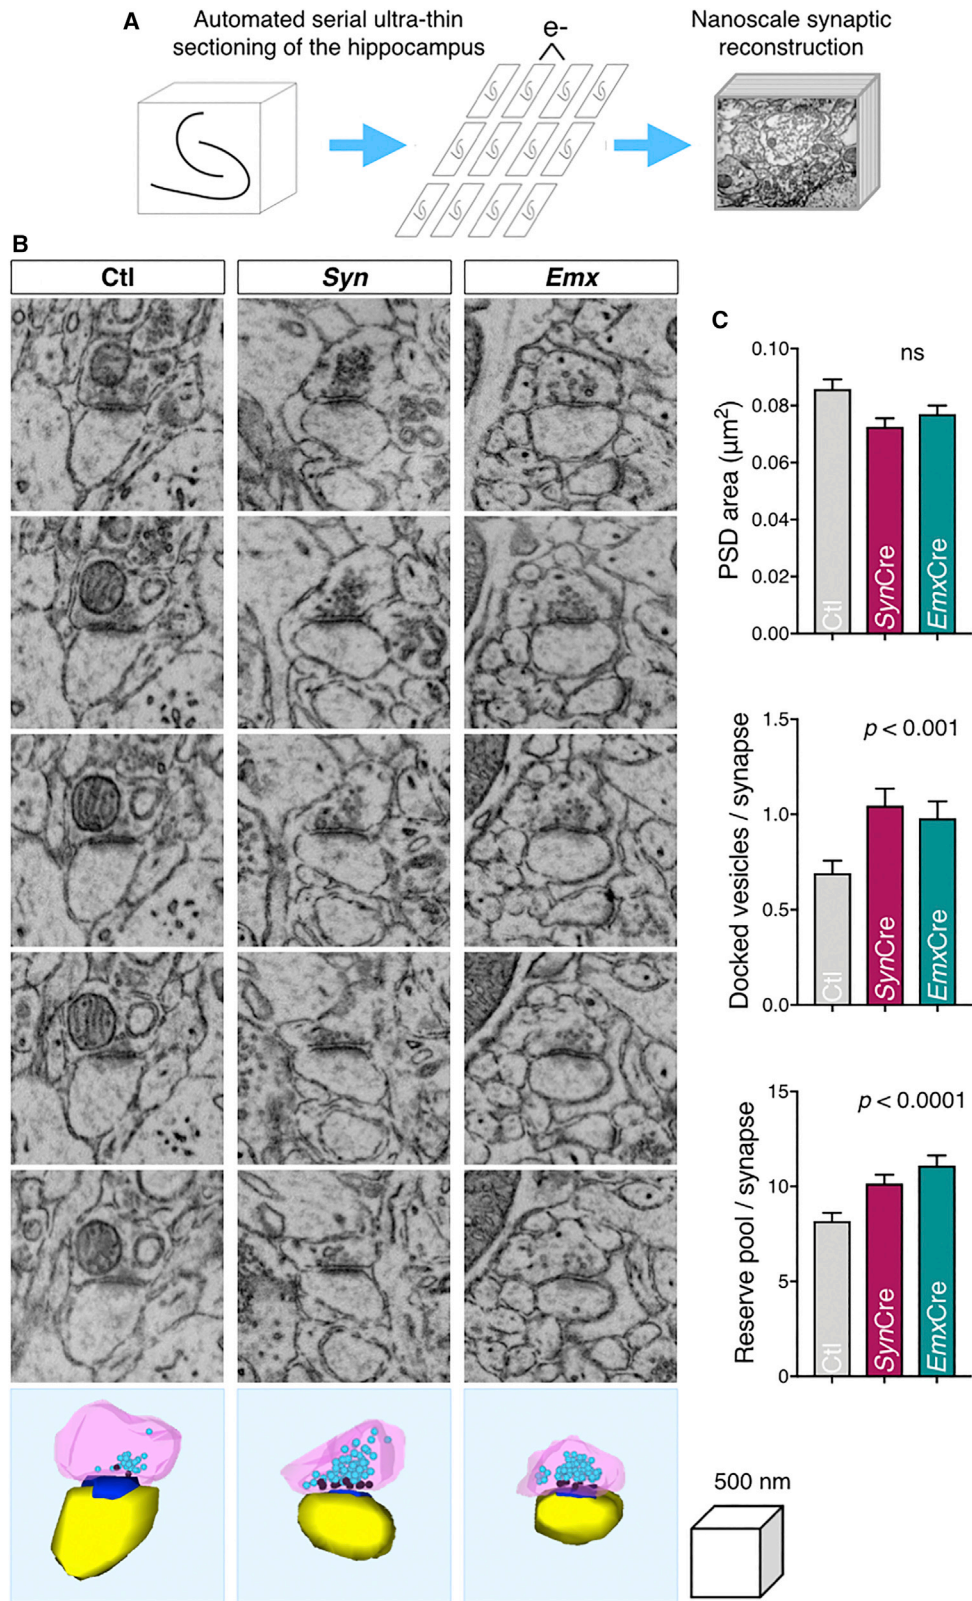 A
Automated serial ultra-thin
sectioning of the hippocampus
e-
Nanoscale synaptic
reconstruction
B
Ctl
Syn
Emx
C
PSD area (µm²)
0.10
0.08
0.06
0.04
0.02
0.00
ns
Ctl
SynCre
EmxCre
Docked vesicles / synapse
1.5
1.0
0.5
0.0
p < 0.001
Ctl
SynCre
EmxCre
Reserve pool / synapse
15
10
5
0
p < 0.0001
Ctl
SynCre
EmxCre
500 nm